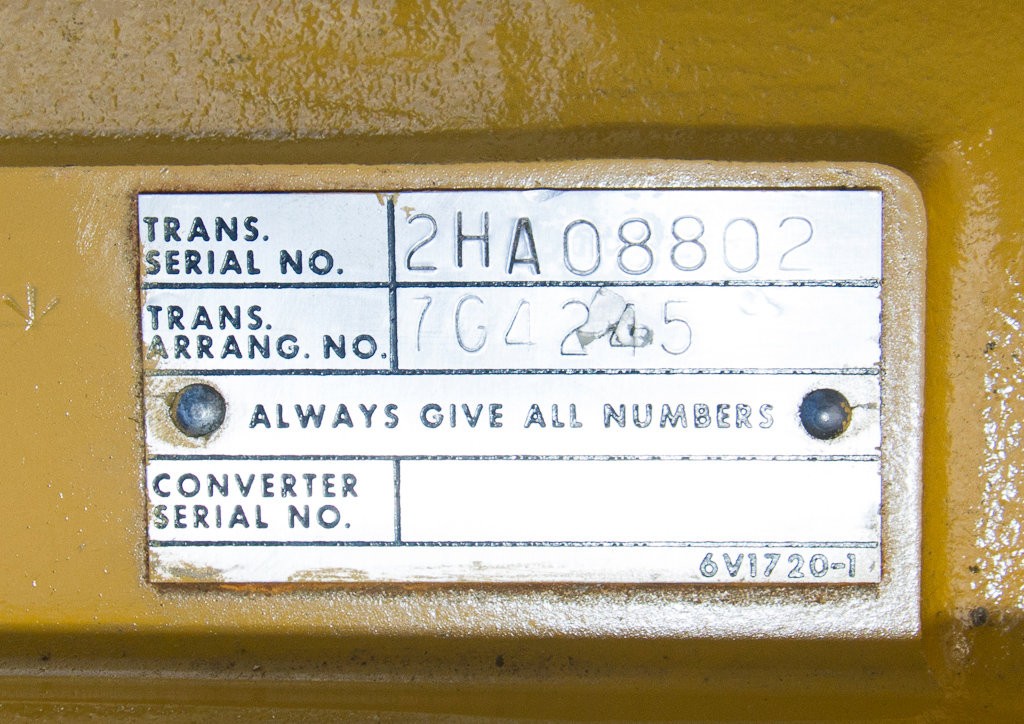 TRANS.
SERIAL NO.
2HA08802
TRANS.
ARRANG. NO.
7G4245
ALWAYS GIVE ALL NUMBERS
CONVERTER
SERIAL NO.
6V1720-1